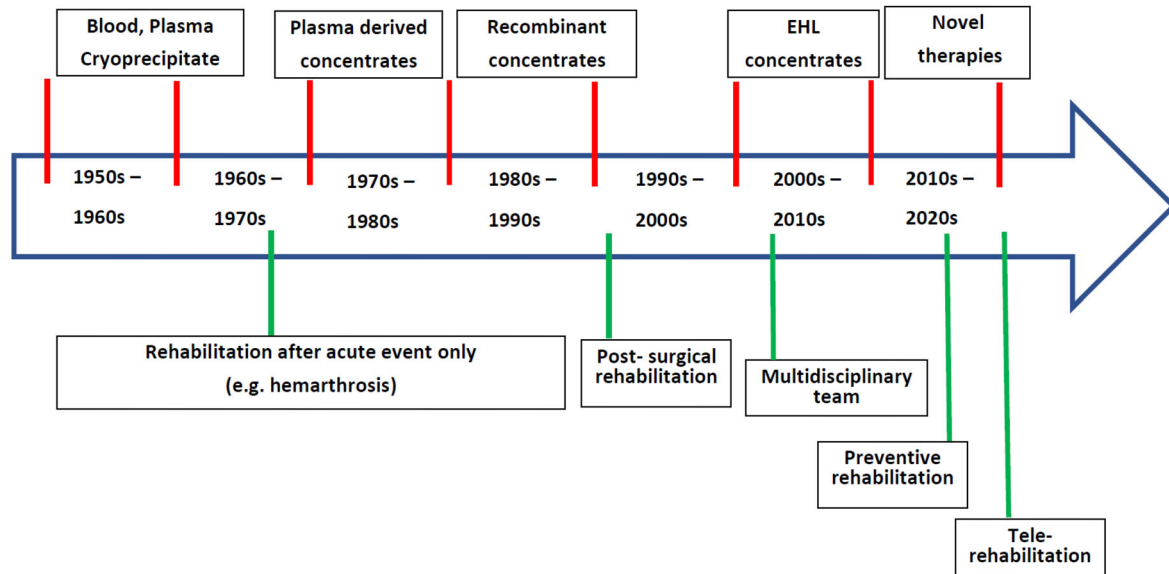 Blood, Plasma
Cryoprecipitate
Plasma derived
concentrates
Recombinant
concentrates
EHL
concentrates
Novel
therapies
1950s –
1960s
1960s –
1970s
1970s –
1980s
1980s –
1990s
1990s –
2000s
2000s –
2010s
2010s –
2020s
Rehabilitation after acute event only
(e.g. hemarthrosis)
Post- surgical
rehabilitation
Multidisciplinary
team
Preventive
rehabilitation
Tele-
rehabilitation